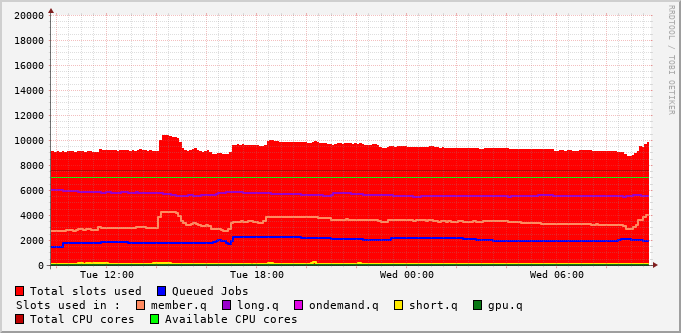 RRDTOOL / TOBI OETIKER
20000
18000
16000
14000
12000
10000
8000
6000
4000
2000
0
Tue 12:00 Tue 18:00 Wed 00:00 Wed 06:00
Total slots used Queued Jobs
Slots used in : member.q long.q ondemand.q short.q gpu.q
Total CPU cores Available CPU cores